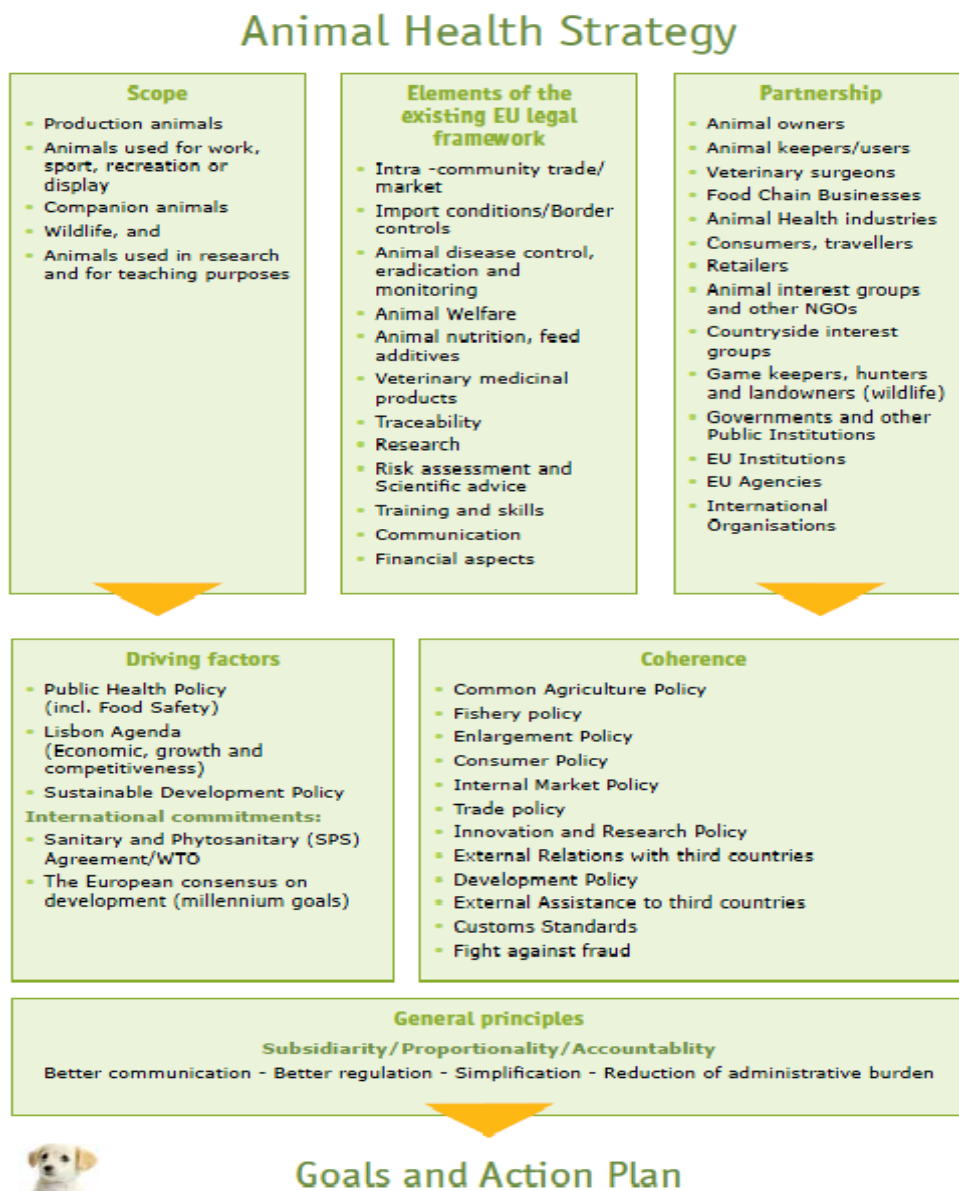 Animal Health Strategy
Scope
• Production animals
• Animals used for work,
sport, recreation or
display
• Companion animals
• Wildlife, and
• Animals used in research
and for teaching purposes
Elements of the
existing EU legal
framework
• Intra -community trade/
market
• Import conditions/Border
controls
• Animal disease control,
eradication and
monitoring
• Animal Welfare
• Animal nutrition, feed
additives
• Veterinary medicinal
products
• Traceability
• Research
• Risk assessment and
Scientific advice
• Training and skills
• Communication
• Financial aspects
Partnership
• Animal owners
• Animal keepers/users
• Veterinary surgeons
• Food Chain Businesses
• Animal Health industries
• Consumers, travellers
• Retailers
• Animal interest groups
and other NGOs
• Countryside interest
groups
• Game keepers, hunters
and landowners (wildlife)
• Governments and other
Public Institutions
• EU Institutions
• EU Agencies
• International
Organisations
Driving factors
• Public Health Policy
(incl. Food Safety)
• Lisbon Agenda
(Economic, growth and
competitiveness)
• Sustainable Development Policy
International commitments:
• Sanitary and Phytosanitary (SPS)
Agreement/WTO
• The European consensus on
development (millennium goals)
Coherence
• Common Agriculture Policy
• Fishery policy
• Enlargement Policy
• Consumer Policy
• Internal Market Policy
• Trade policy
• Innovation and Research Policy
• External Relations with third countries
• Development Policy
• External Assistance to third countries
• Customs Standards
• Fight against fraud
General principles
Subsidiarity/Proportionality/Accountablity
Better communication - Better regulation - Simplification - Reduction of administrative burden
Goals and Action Plan